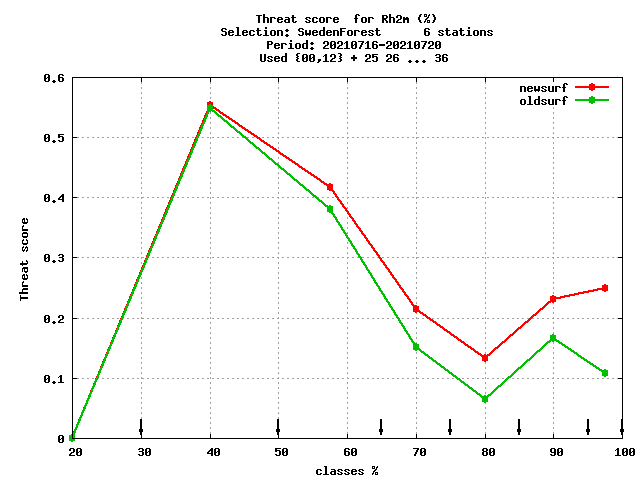 Threat score  for Rh2m (%)
Selection: SwedenForest      6 stations
Period: 20210716-20210720
Used {00,12} + 25 26 ... 36
newsurf
oldsurf
Threat score
0.6
0.5
0.4
0.3
0.2
0.1
0
20 30 40 50 60 70 80 90 100
classes %